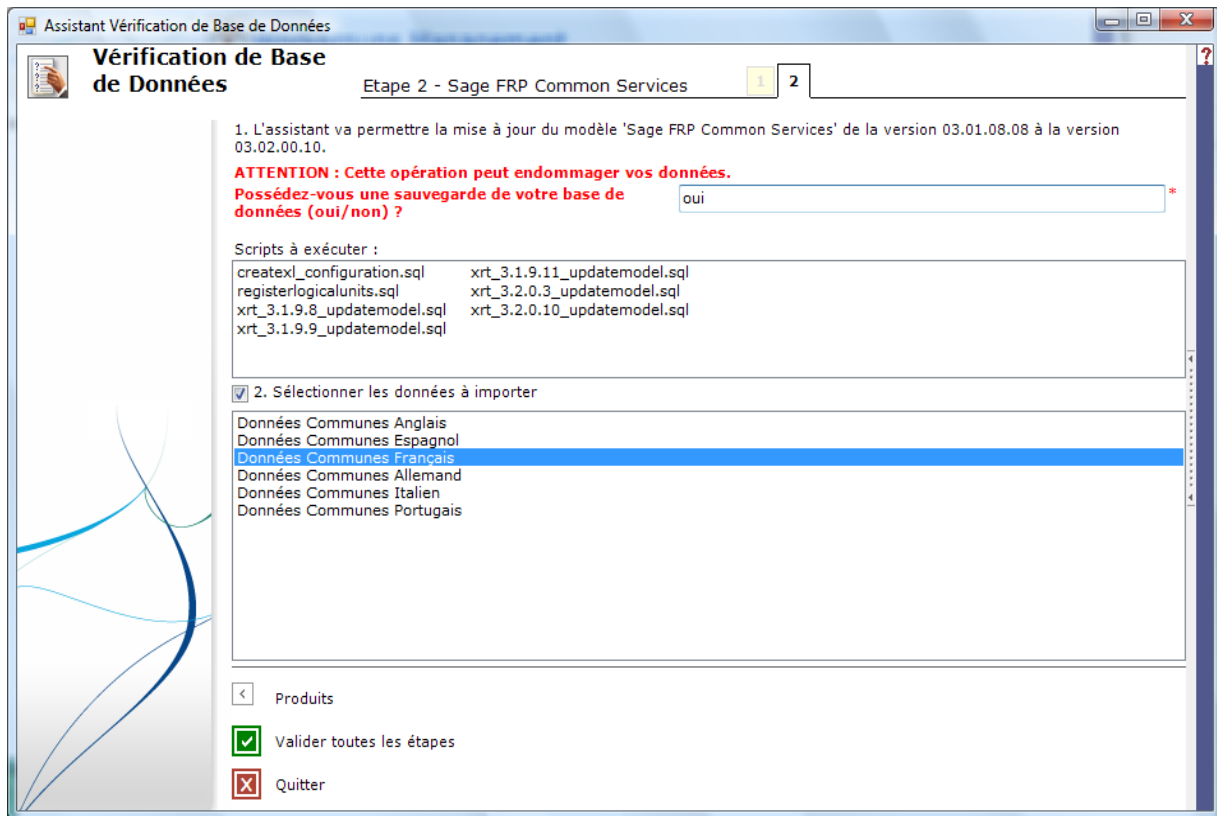 Assistant Vérification de Base de Données
Vérification de Base
de Données
Etape 2 - Sage FRP Common Services
1
2
?
1. L'assistant va permettre la mise à jour du modèle 'Sage FRP Common Services' de la version 03.01.08.08 à la version
03.02.00.10.
ATTENTION : Cette opération peut endommager vos données.
Possédez-vous une sauvegarde de votre base de
données (oui/non) ?
oui
*
Scripts à exécuter :
createxl_configuration.sql
registerlogicalunits.sql
xrt_3.1.9.8_updatemodel.sql
xrt_3.1.9.9_updatemodel.sql
xrt_3.1.9.11_updatemodel.sql
xrt_3.2.0.3_updatemodel.sql
xrt_3.2.0.10_updatemodel.sql
2. Sélectionner les données à importer
Données Communes Anglais
Données Communes Espagnol
Données Communes Français
Données Communes Allemand
Données Communes Italien
Données Communes Portugais
Produits
Valider toutes les étapes
Quitter